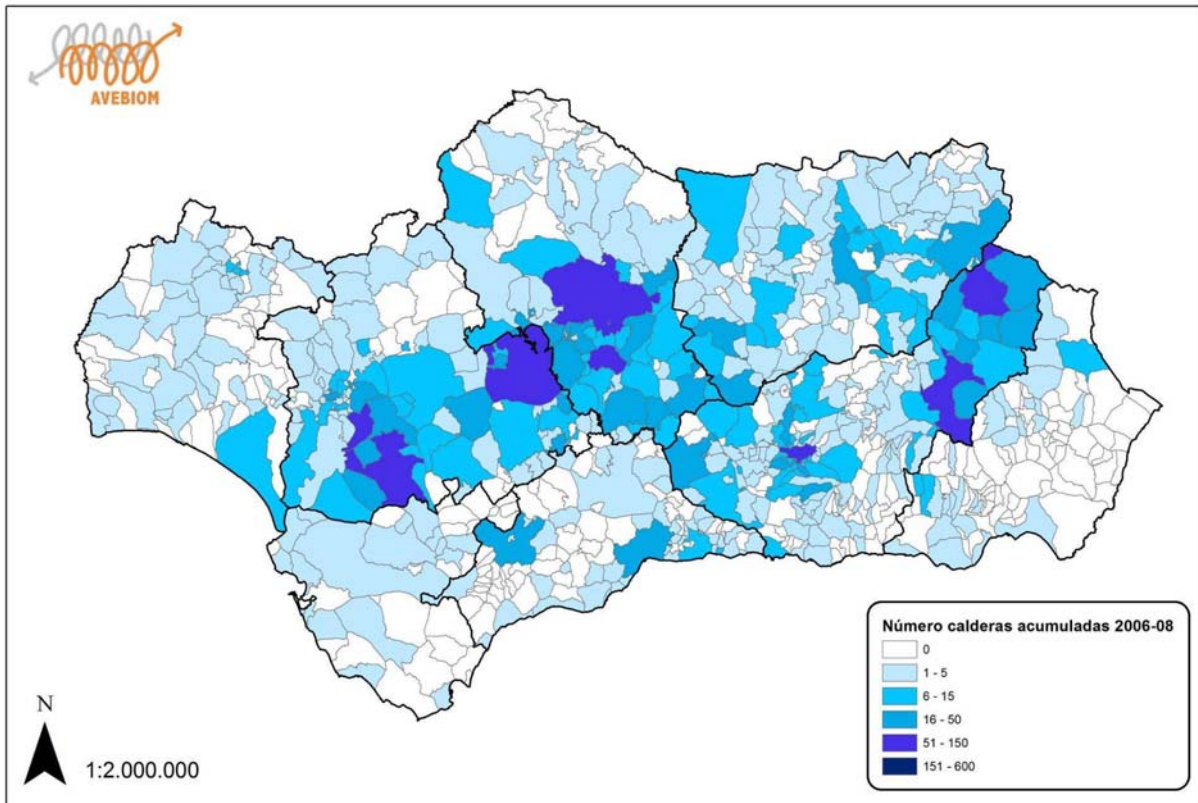 AVEBIOM
N
1:2.000.000
Número calderas acumuladas 2006-08
0
1 - 5
6 - 15
16 - 50
51 - 150
151 - 600